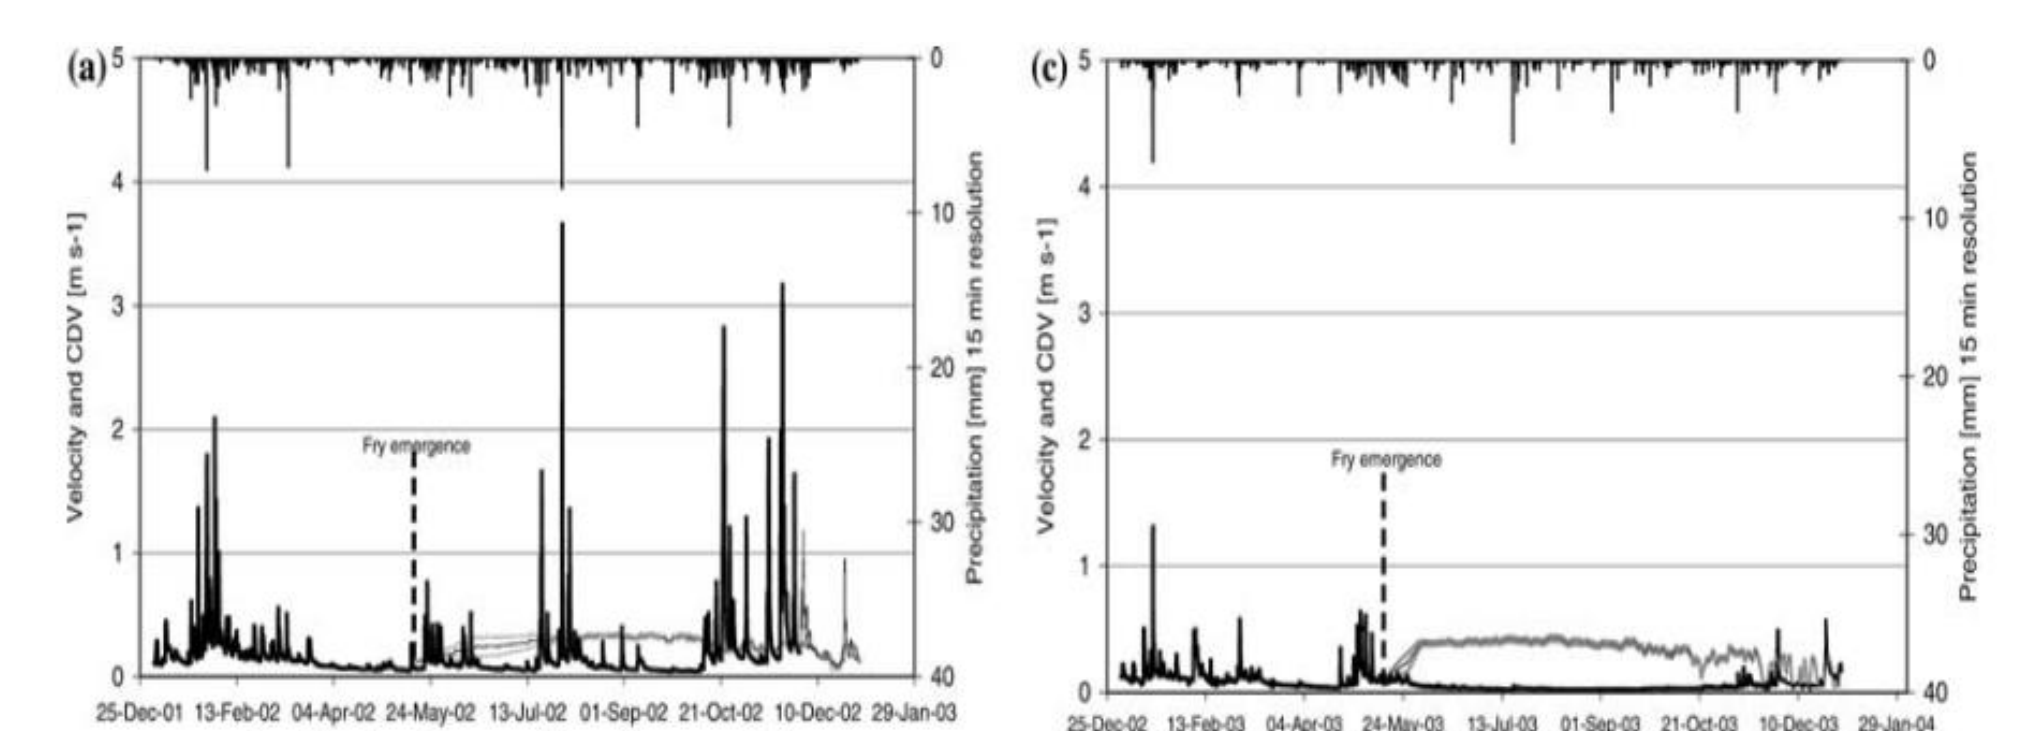 (a)
5
4
3
2
1
0
Velocity and CDV [m s-1]
Fry emergence
0
10
20
30
40
Precipitation [mm] 15 min resolution
25-Dec-01 13-Feb-02 04-Apr-02 24-May-02 13-Jul-02 01-Sep-02 21-Oct-02 10-Dec-02 29-Jan-03
(c)
5
4
3
2
1
0
Velocity and CDV [m s-1]
Fry emergence
0
10
20
30
40
Precipitation [mm] 15 min resolution
25-Dec-02 13-Feb-03 04-Apr-03 24-May-03 13-Jul-03 01-Sep-03 21-Oct-03 10-Dec-03 29-Jan-04